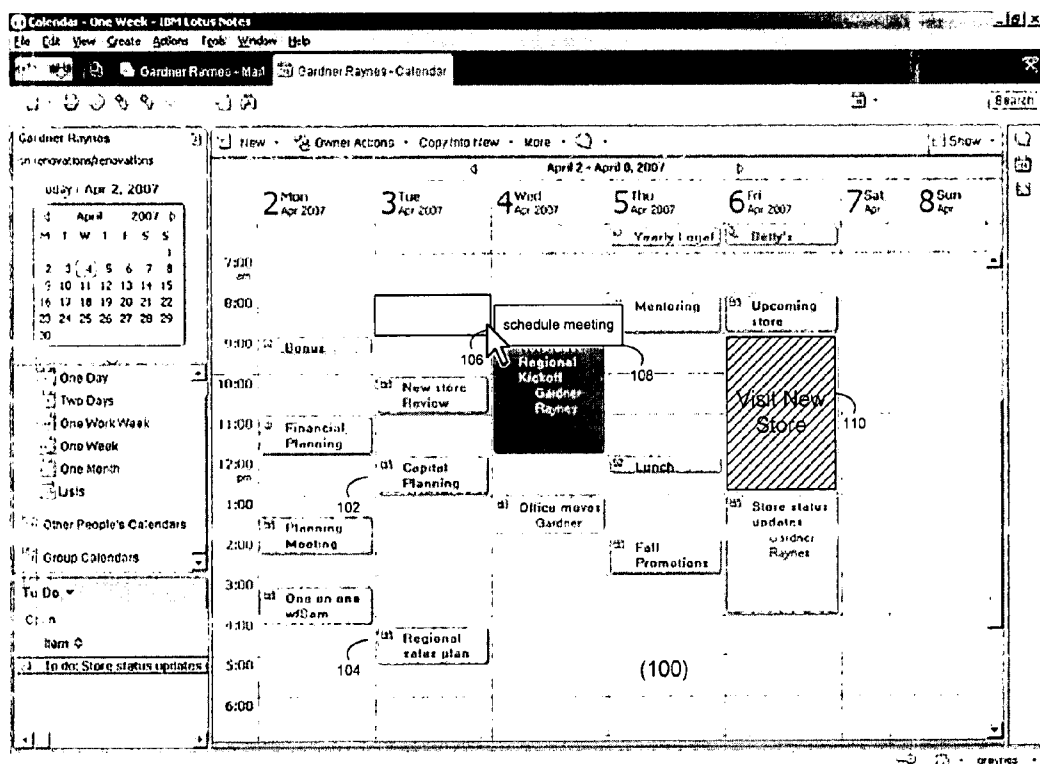 Calendar - One Week - IBM Lotus Notes
File Edit View Create Actions Tools Window Help
Gardner Raynes - Mail
Gardner Raynes - Calendar
Search
Gardner Raynes
on renovations/renovations
New Owner Actions Copy Into New More
Show
April 2 - April 8, 2007
Today: Apr 2, 2007
April 2007
M T W T F S S
1
2 3 4 5 6 7 8
9 10 11 12 13 14 15
16 17 18 19 20 21 22
23 24 25 26 27 28 29
30
2 Mon Apr 2007
3 Tue Apr 2007
4 Wed Apr 2007
5 Thu Apr 2007
6 Fri Apr 2007
7 Sat Apr
8 Sun Apr
Yearly
Betty's
7:00
am
8:00
schedule meeting
Mentoring
Upcoming
store
9:00
Bonus
106
Regional
Kickoff
Gardner
Raynes
108
10:00
New store
Review
Visit New
Store
110
11:00
Financial
Planning
12:00
pm
Capital
Planning
Lunch
102
1:00
Office moves
Gardner
Store status
updates
Gardner
Raynes
Planning
Meeting
2:00
Fall
Promotions
3:00
One on one
w/Sam
4:00
Regional
sales plan
104
5:00
(100)
6:00
One Day
Two Days
One Work Week
One Week
One Month
Lists
Other People's Calendars
Group Calendars
To Do
Item
To do: Store status updates
graynes